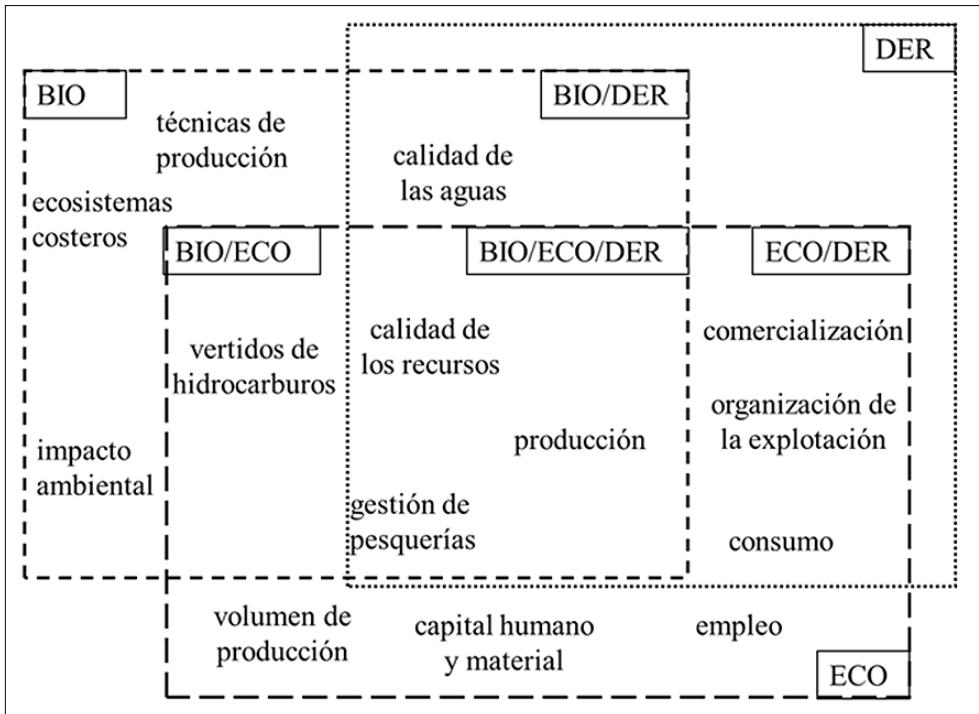 DER
BIO
BIO/DER
técnicas de
producción
calidad de
las aguas
ecosistemas
costeros
BIO/ECO
BIO/ECO/DER
ECO/DER
vertidos de
hidrocarburos
calidad de
los recursos
comercialización
organización de
la explotación
producción
impacto
ambiental
gestión de
pesquerías
consumo
volumen de
producción
capital humano
y material
empleo
ECO